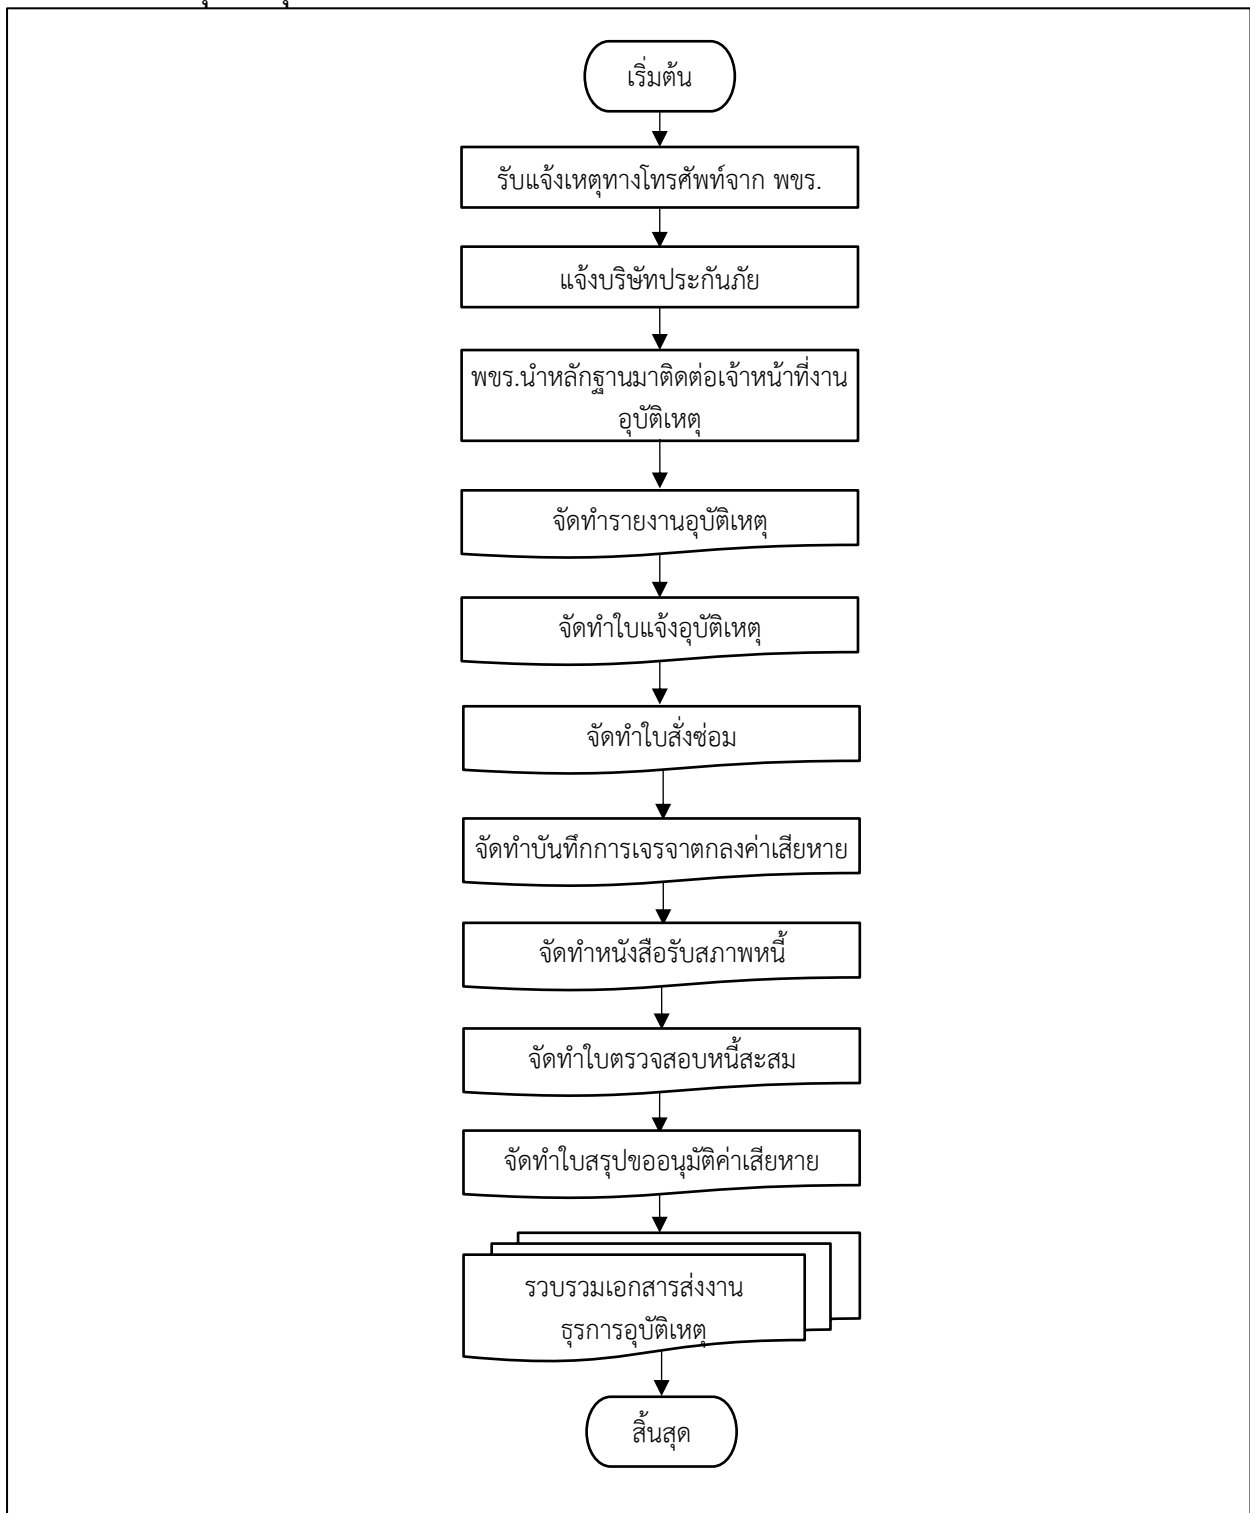 เริ่มต้น
รับแจ้งเหตุทางโทรศัพท์จาก พขร.
แจ้งบริษัทประกันภัย
พขร.นำหลักฐานมาติดต่อเจ้าหน้าที่งาน
อุบัติเหตุ
จัดทำรายงานอุบัติเหตุ
จัดทำใบแจ้งอุบัติเหตุ
จัดทำใบสั่งซ่อม
จัดทำบันทึกการเจรจาตกลงค่าเสียหาย
จัดทำหนังสือรับสภาพหนี้
จัดทำใบตรวจสอบหนี้สะสม
จัดทำใบสรุปขออนุมัติค่าเสียหาย
รวบรวมเอกสารส่งงาน
ธุรการอุบัติเหตุ
สิ้นสุด